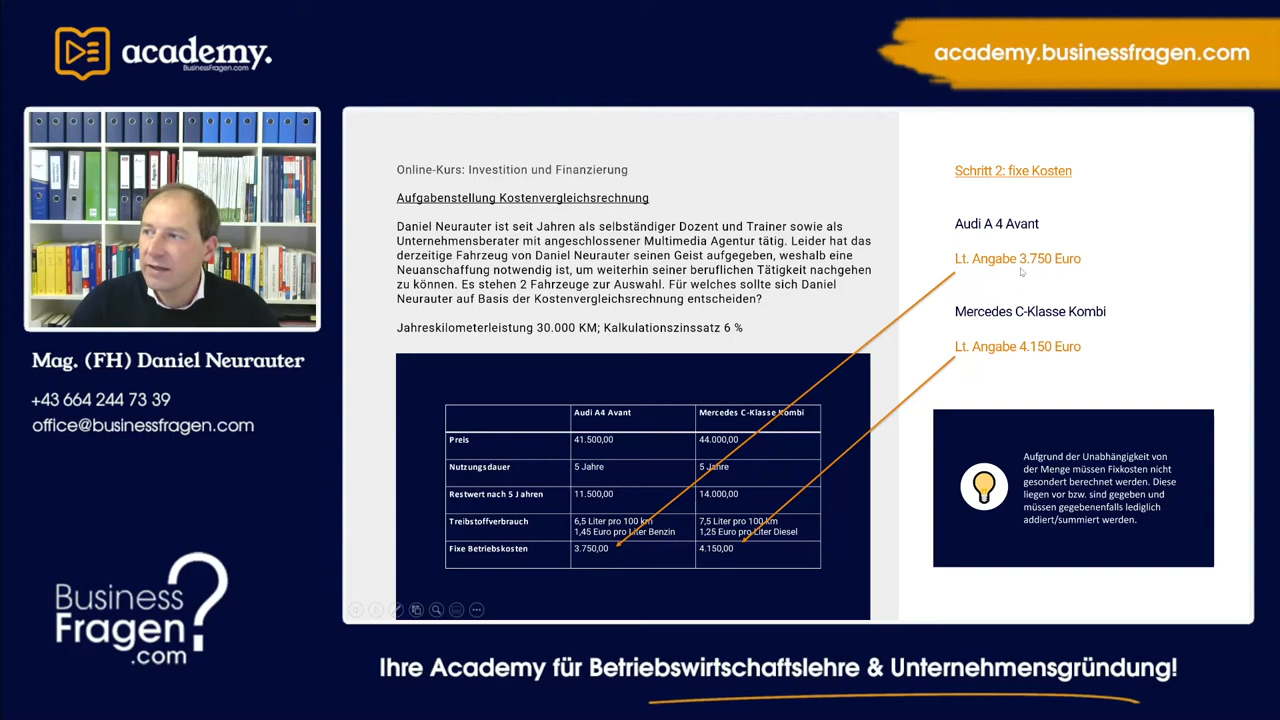 academy.
BusinessFragen.com
academy.businessfragen.com
Mag. (FH) Daniel Neurauter
+43 664 244 73 39
office@businessfragen.com
Business
Fragen
.com
?
Online-Kurs: Investition und Finanzierung
Aufgabenstellung Kostenvergleichsrechnung
Daniel Neurauter ist seit Jahren als selbständiger Dozent und Trainer sowie als
Unternehmensberater mit angeschlossener Multimedia Agentur tätig. Leider hat das
derzeitige Fahrzeug von Daniel Neurauter seinen Geist aufgegeben, weshalb eine
Neuanschaffung notwendig ist, um weiterhin seiner beruflichen Tätigkeit nachgehen
zu können. Es stehen 2 Fahrzeuge zur Auswahl. Für welches sollte sich Daniel
Neurauter auf Basis der Kostenvergleichsrechnung entscheiden?
Jahreskilometerleistung 30.000 KM; Kalkulationszinssatz 6 %
Audi A4 Avant Mercedes C-Klasse Kombi
Preis 41.500,00 44.000,00
Nutzungsdauer 5 Jahre 5 Jahre
Restwert nach 5 Jahren 11.500,00 14.000,00
Treibstoffverbrauch 6,5 Liter pro 100 km 7,5 Liter pro 100 km
1,45 Euro pro Liter Benzin 1,25 Euro pro Liter Diesel
Fixe Betriebskosten 3.750,00 4.150,00
Schritt 2: fixe Kosten
Audi A 4 Avant
Lt. Angabe 3.750 Euro
Mercedes C-Klasse Kombi
Lt. Angabe 4.150 Euro
Aufgrund der Unabhängigkeit von
der Menge müssen Fixkosten nicht
gesondert berechnet werden. Diese
liegen vor bzw. sind gegeben und
müssen gegebenenfalls lediglich
addiert/summiert werden.
Ihre Academy für Betriebswirtschaftslehre & Unternehmensgründung!